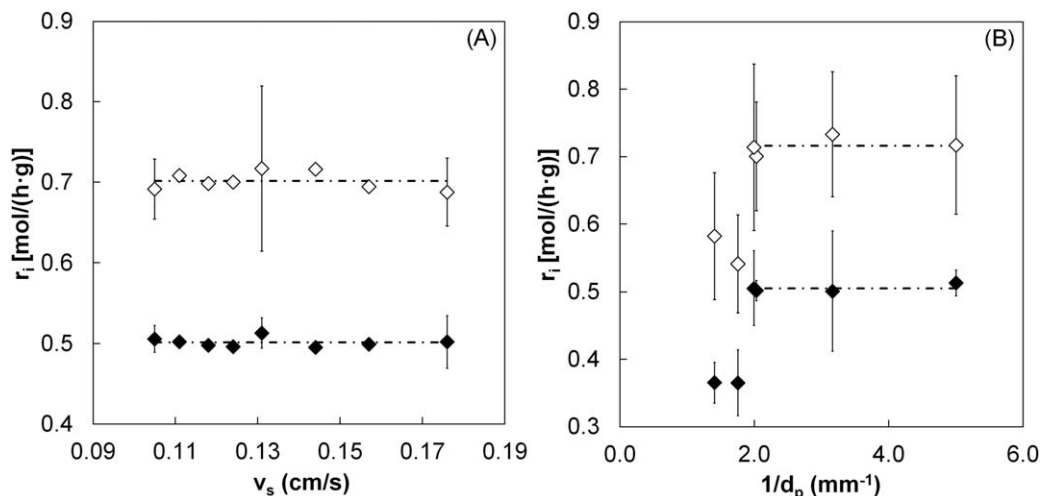 (A)
r_i [mol/(h·g)]
0.9
0.8
0.7
0.6
0.5
0.4
0.09 0.11 0.13 0.15 0.17 0.19
v_s (cm/s)
(B)
r_i [mol/(h·g)]
0.9
0.8
0.7
0.6
0.5
0.4
0.3
0.0 2.0 4.0 6.0
1/d_p (mm⁻¹)